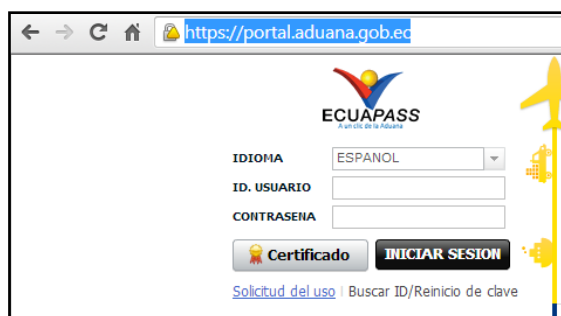 https://portal.aduana.gob.ec
ECUAPASS
A un clic de la Aduana
IDIOMA ESPANOL
ID. USUARIO
CONTRASENA
Certificado INICIAR SESION
Solicitud del uso | Buscar ID/Reinicio de clave